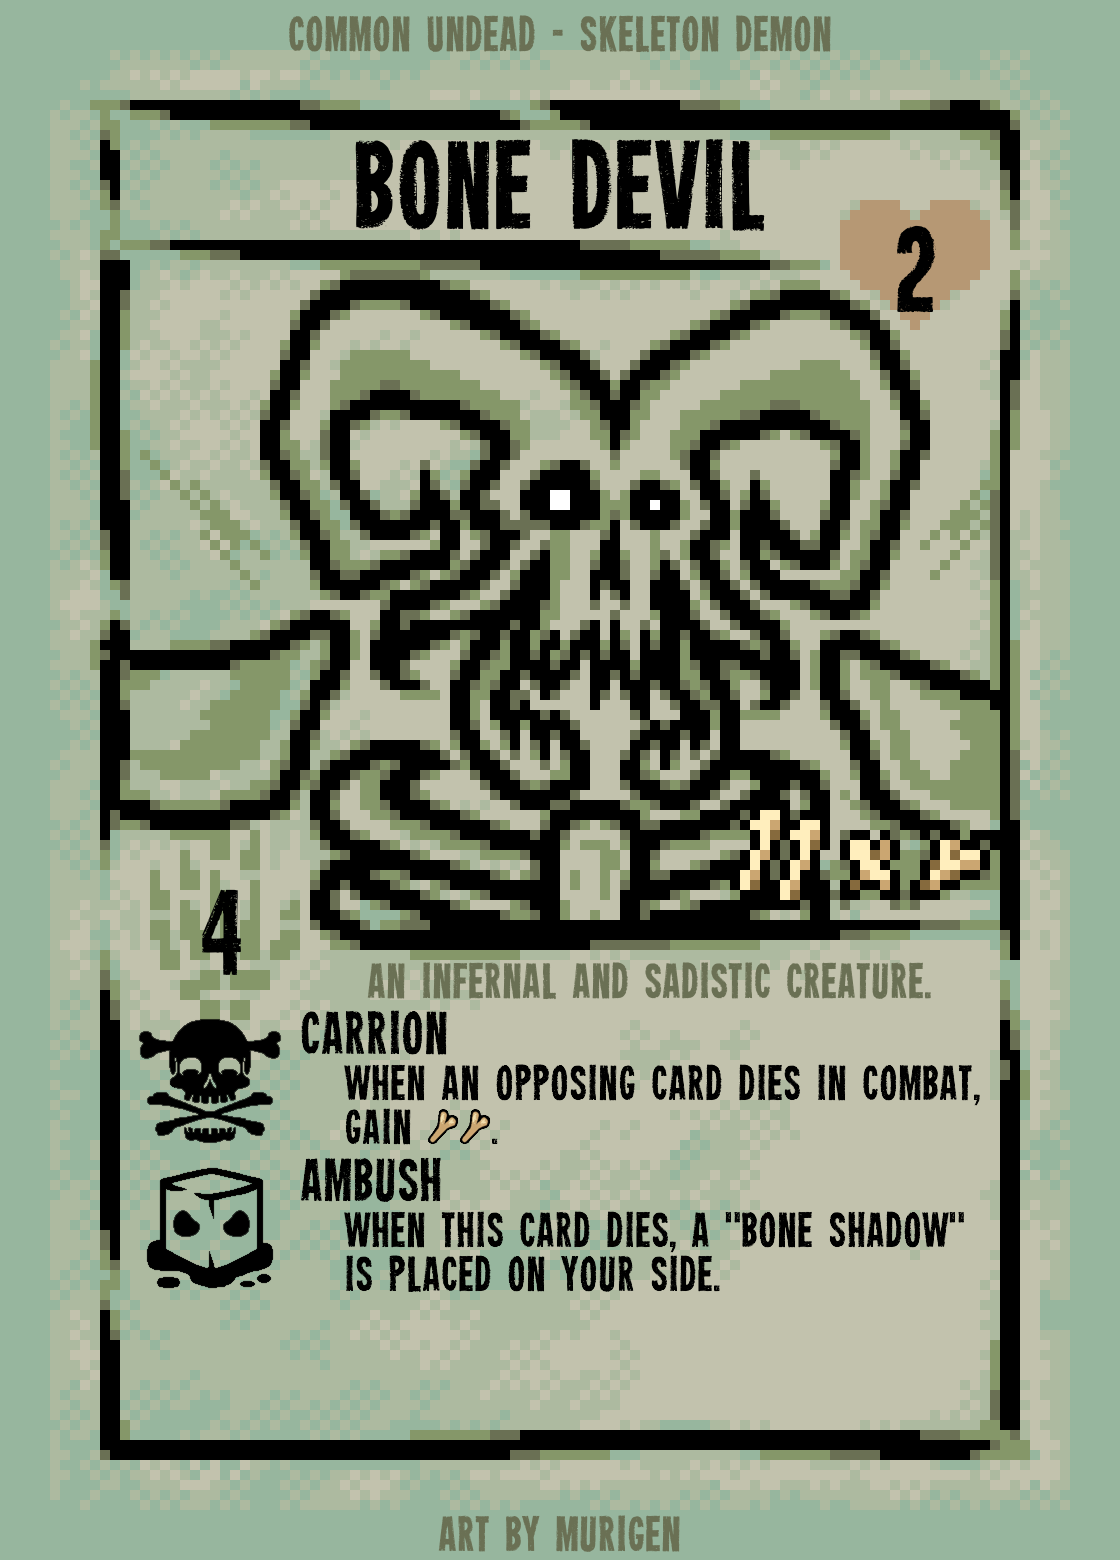 COMMON UNDEAD - SKELETON DEMON
BONE DEVIL
2
11 x
4
AN INFERNAL AND SADISTIC CREATURE.
CARRION
WHEN AN OPPOSING CARD DIES IN COMBAT,
GAIN .
AMBUSH
WHEN THIS CARD DIES, A "BONE SHADOW"
IS PLACED ON YOUR SIDE.
ART BY MURIGEN